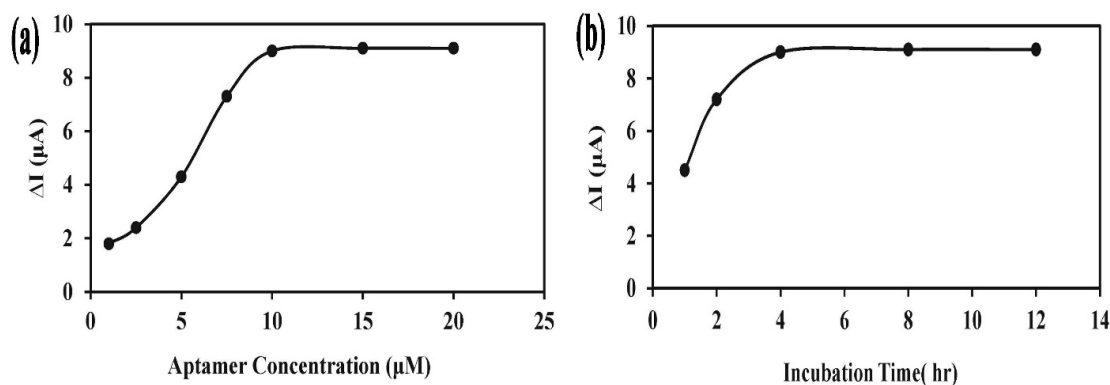 (a)
10
8
6
4
2
0
ΔI (µA)
0 5 10 15 20 25
Aptamer Concentration (µM)
(b)
10
8
6
4
2
0
ΔI (µA)
0 2 4 6 8 10 12 14
Incubation Time( hr)